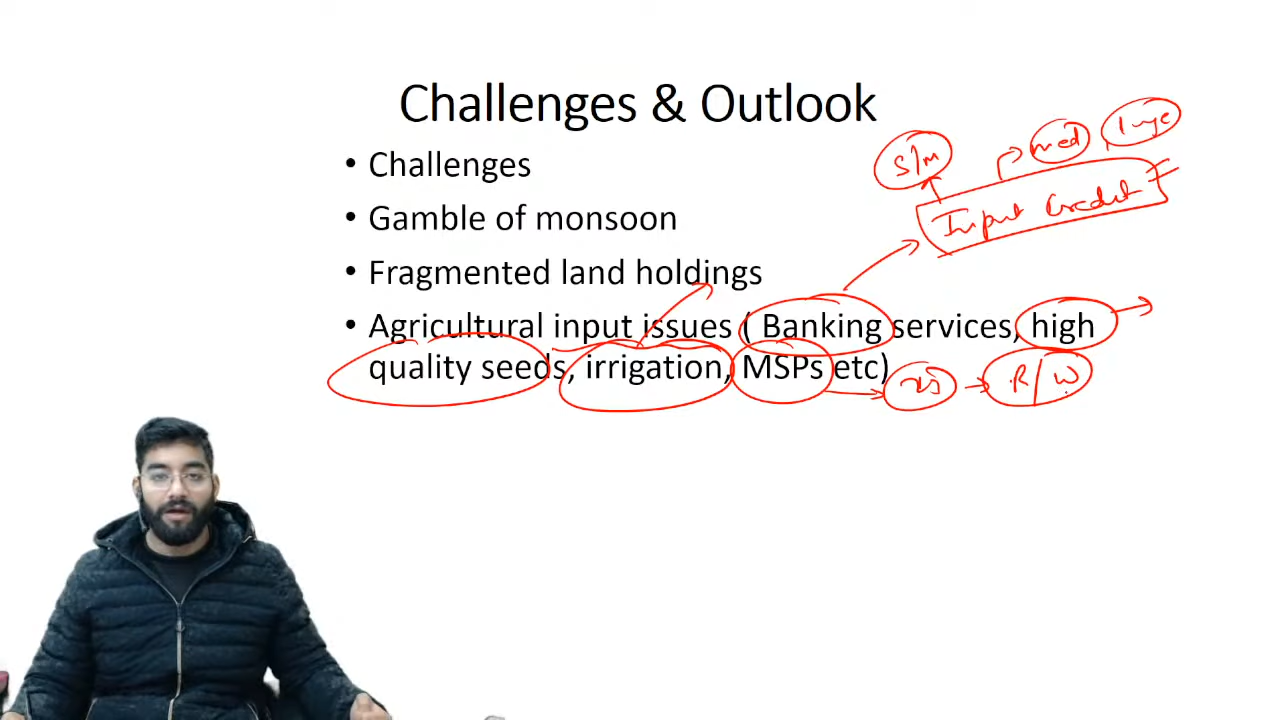 Challenges & Outlook
• Challenges
• Gamble of monsoon
• Fragmented land holdings
• Agricultural input issues ( Banking services, high
quality seeds, irrigation, MSPs etc)
S/M
med
large
Input Credit
R/W